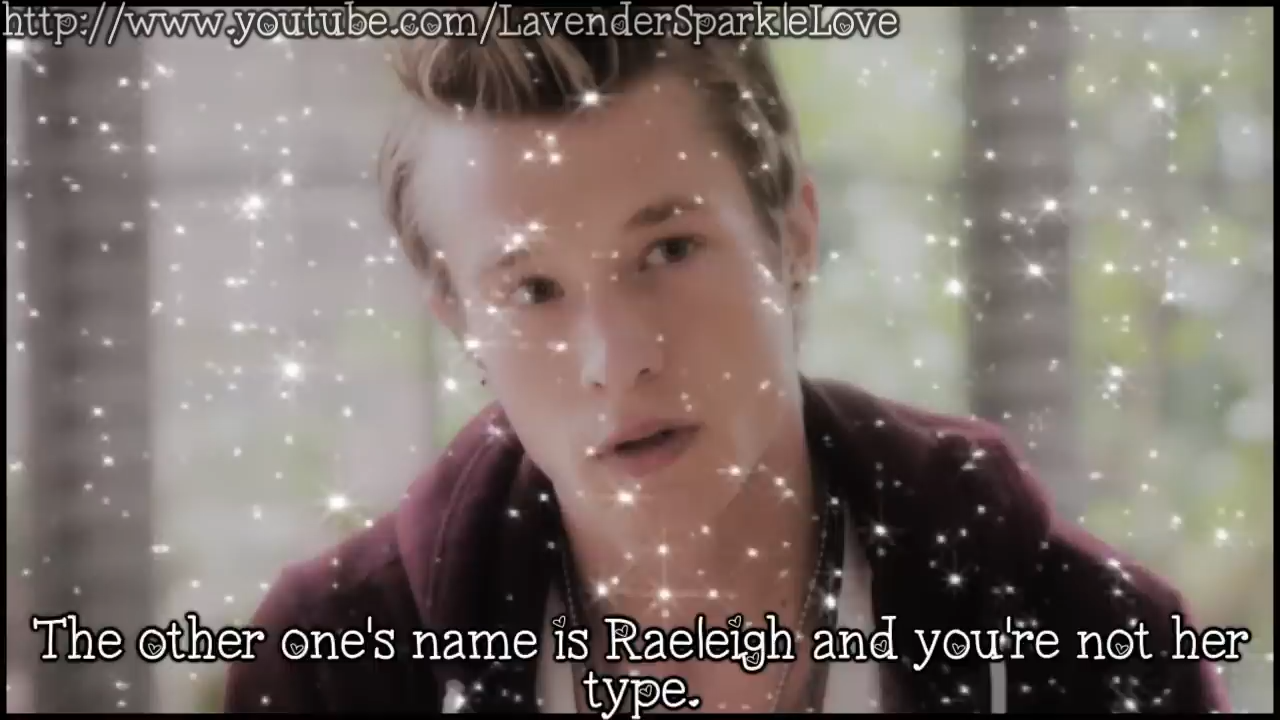 http://www.youtube.com/LavenderSparkleLove
The other one's name is Raeleigh and you're not her
type.